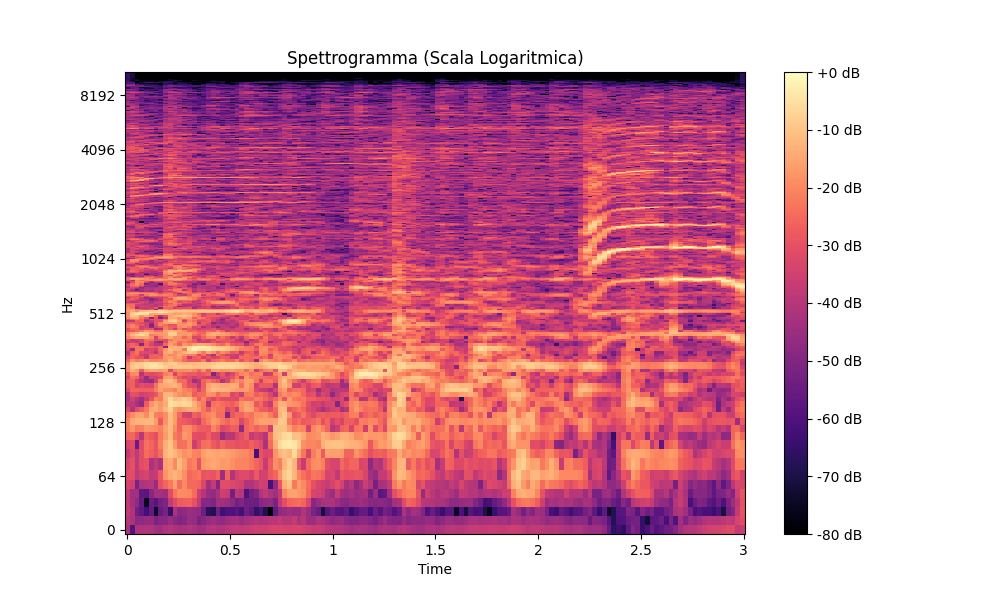 Spettrogramma (Scala Logaritmica)
8192
4096
2048
1024
512
256
128
64
0
Hz
0
0.5
1
1.5
2
2.5
3
Time
+0 dB
-10 dB
-20 dB
-30 dB
-40 dB
-50 dB
-60 dB
-70 dB
-80 dB